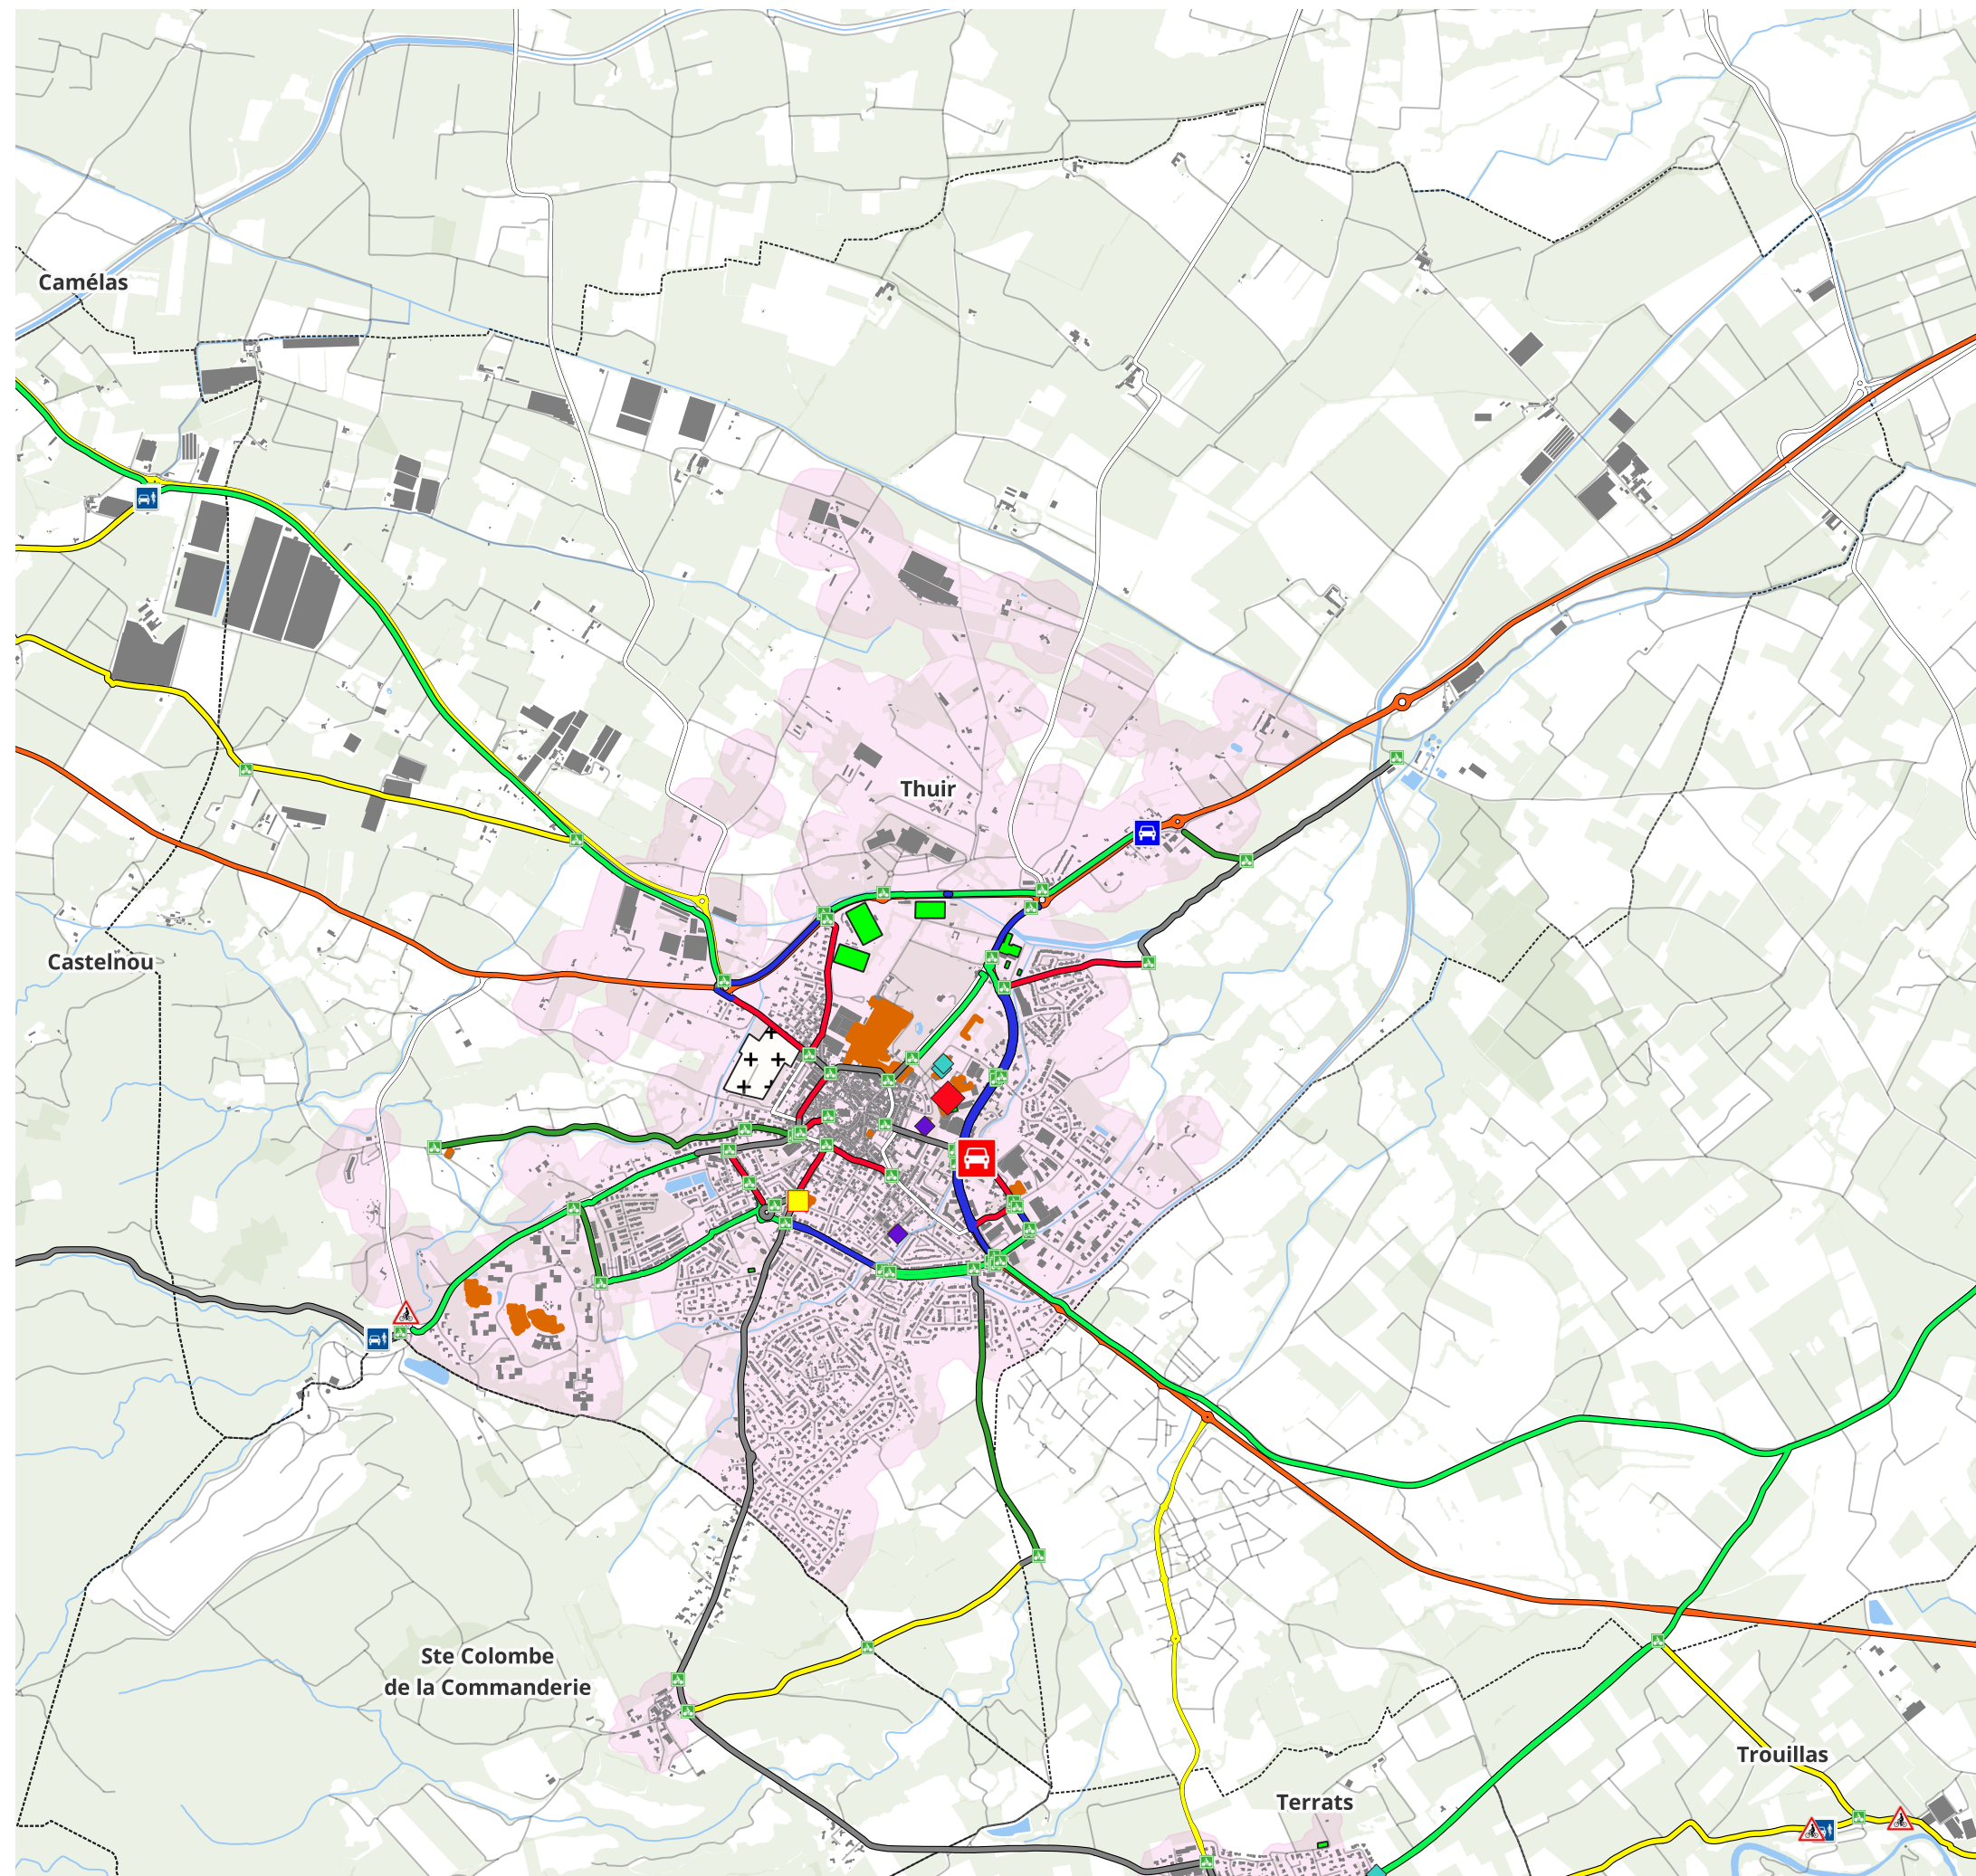 Camélas
Thuir
Castelnou
Ste Colombe
de la Commanderie
Trouillas
Terrats